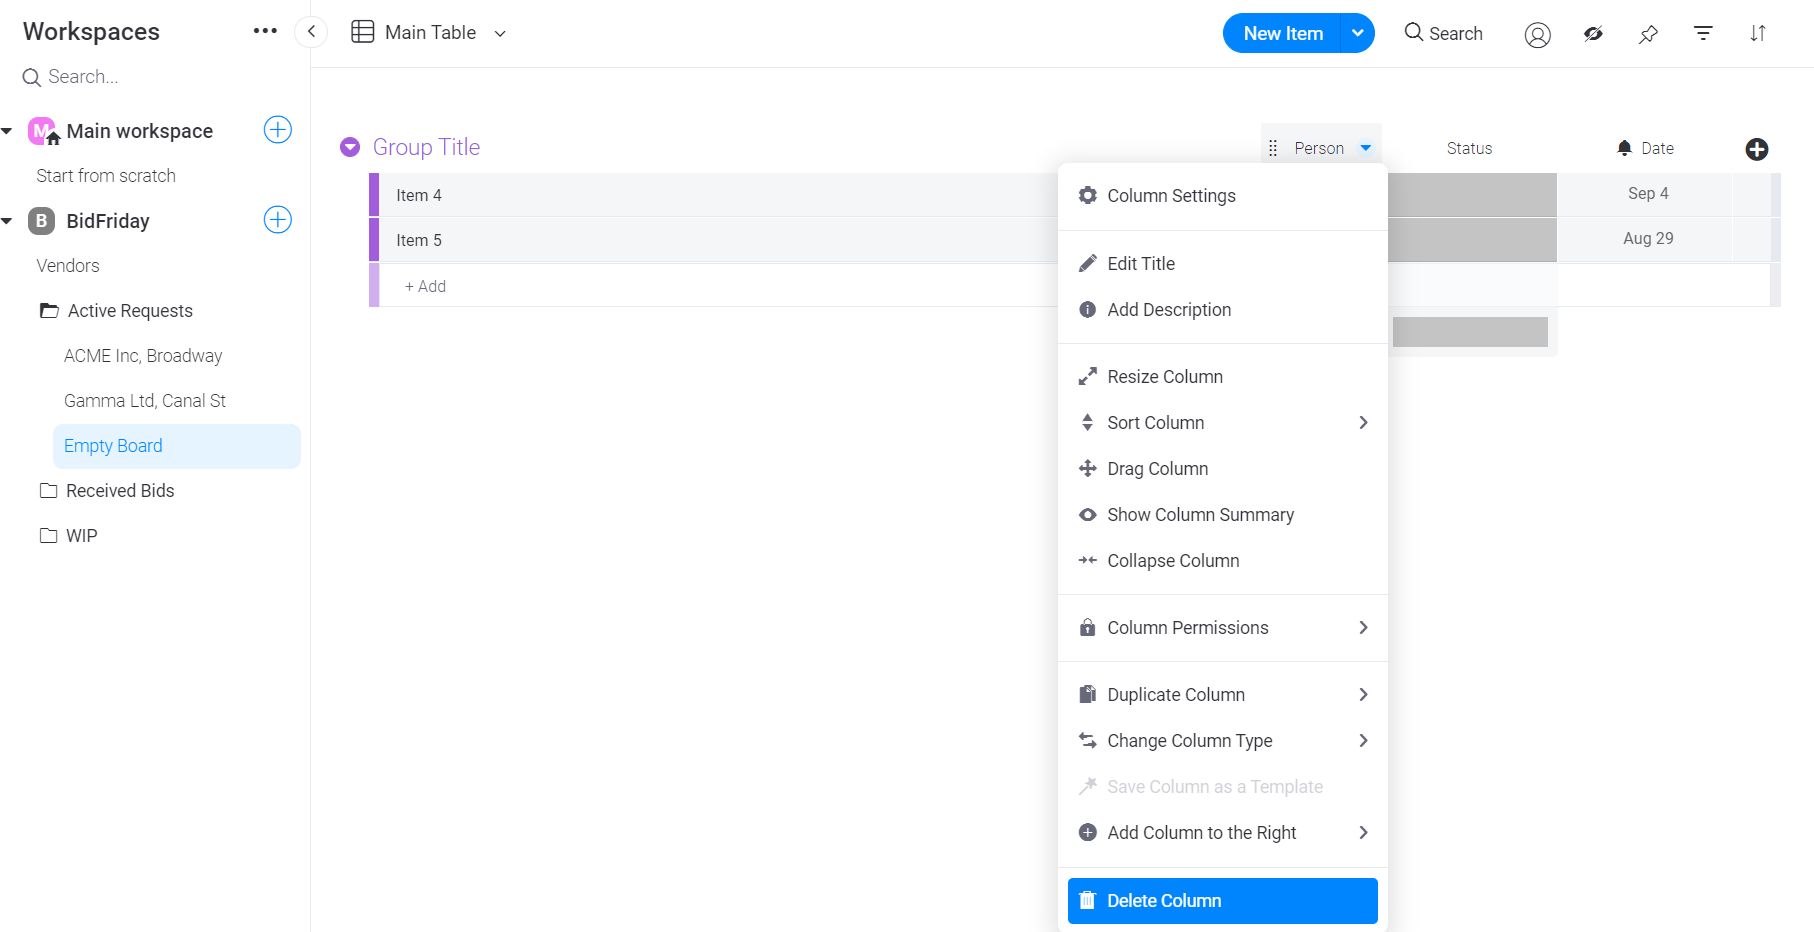 Workspaces
Search...
M Main workspace
Start from scratch
B BidFriday
Vendors
Active Requests
ACME Inc, Broadway
Gamma Ltd, Canal St
Empty Board
Received Bids
WIP
Main Table
New Item
Search
Group Title
Person
Status
Date
Item 4
Sep 4
Item 5
Aug 29
+ Add
Column Settings
Edit Title
Add Description
Resize Column
Sort Column
Drag Column
Show Column Summary
Collapse Column
Column Permissions
Duplicate Column
Change Column Type
Save Column as a Template
Add Column to the Right
Delete Column